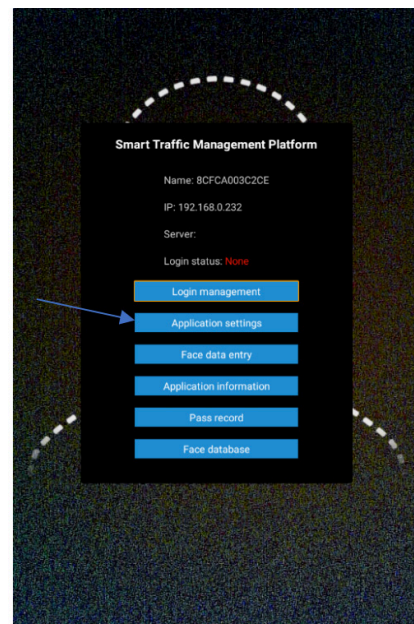 Smart Traffic Management Platform
Name: 8CFCA003C2CE
IP: 192.168.0.232
Server:
Login status: None
Login management
Application settings
Face data entry
Application information
Pass record
Face database